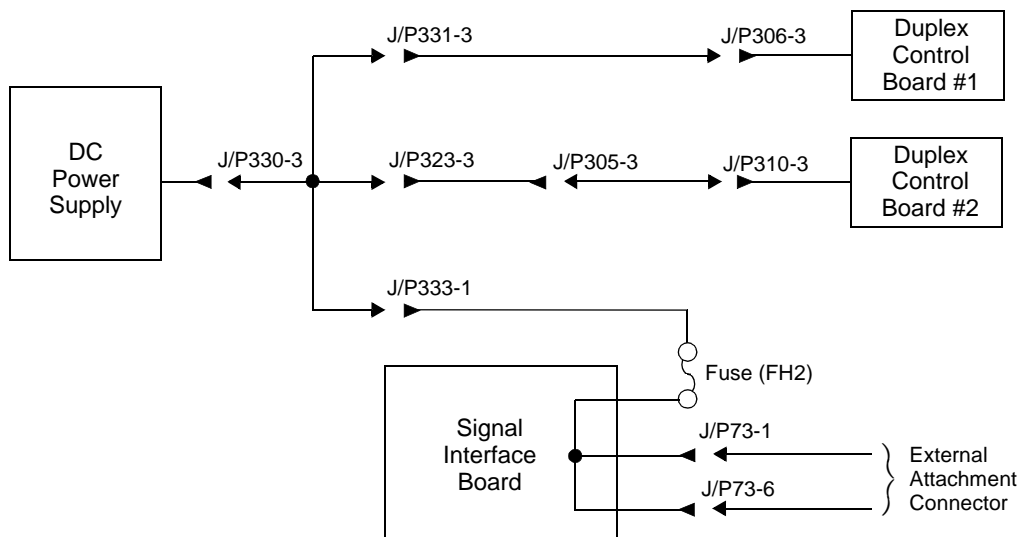 J/P331-3
J/P306-3
Duplex
Control
Board #1
DC
Power
Supply
J/P330-3
J/P323-3
J/P305-3
J/P310-3
Duplex
Control
Board #2
J/P333-1
Fuse (FH2)
Signal
Interface
Board
J/P73-1
J/P73-6
External
Attachment
Connector